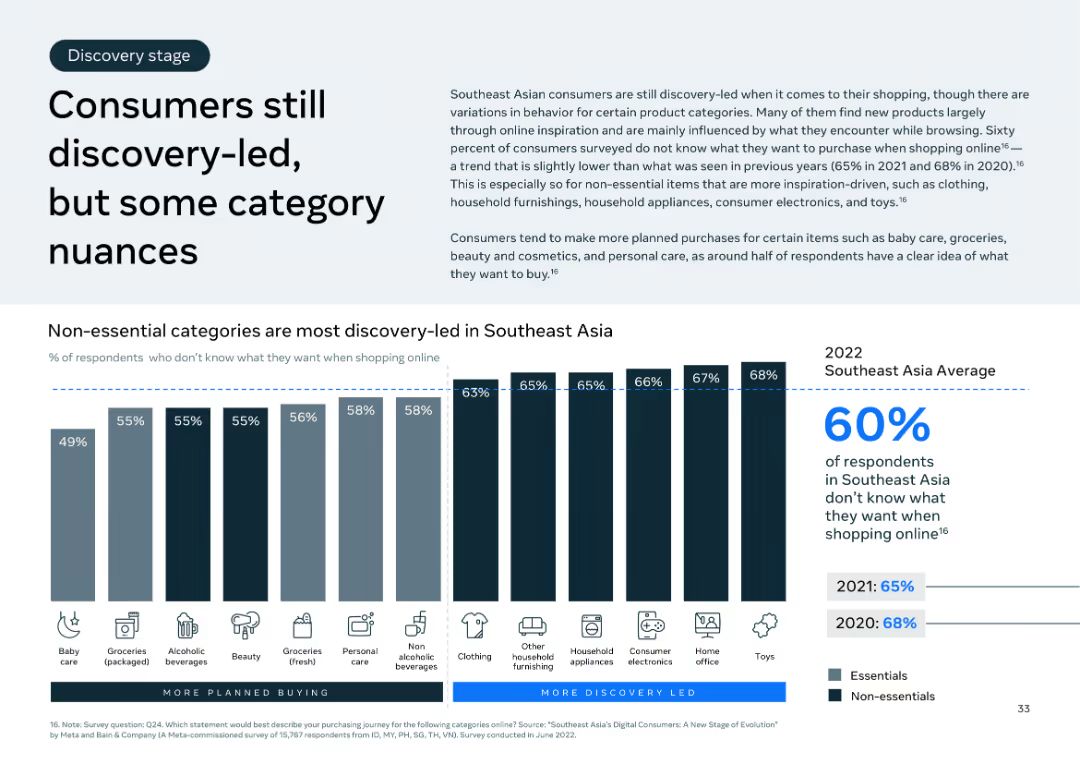 Discovery stage
Consumers still
discovery-led,
but some category
nuances
Southeast Asian consumers are still discovery-led when it comes to their shopping, though there are
variations in behavior for certain product categories. Many of them find new products largely
through online inspiration and are mainly influenced by what they encounter while browsing. Sixty
percent of consumers surveyed do not know what they want to purchase when shopping online¹⁶—
a trend that is slightly lower than what was seen in previous years (65% in 2021 and 68% in 2020).¹⁶
This is especially so for non-essential items that are more inspiration-driven, such as clothing,
household furnishings, household appliances, consumer electronics, and toys.¹⁶
Consumers tend to make more planned purchases for certain items such as baby care, groceries,
beauty and cosmetics, and personal care, as around half of respondents have a clear idea of what
they want to buy.¹⁶
Non-essential categories are most discovery-led in Southeast Asia
% of respondents who don't know what they want when shopping online
49%
55%
55%
55%
56%
58%
58%
63%
65%
65%
66%
67%
68%
Baby
care
Groceries
(packaged)
Alcoholic
beverages
Beauty
Groceries
(fresh)
Personal
care
Non
alcoholic
beverages
Clothing
Other
household
furnishing
Household
appliances
Consumer
electronics
Home
office
Toys
MORE PLANNED BUYING
MORE DISCOVERY LED
2022
Southeast Asia Average
60%
of respondents
in Southeast Asia
don't know what
they want when
shopping online¹⁶
2021: 65%
2020: 68%
Essentials
Non-essentials
16. Note: Survey question: Q24. Which statement would best describe your purchasing journey for the following categories online? Source: "Southeast Asia's Digital Consumers: A New Stage of Evolution"
by Meta and Bain & Company (A Meta-commissioned survey of 15,767 respondents from ID, MY, PH, SG, TH, VN). Survey conducted in June 2022.
33